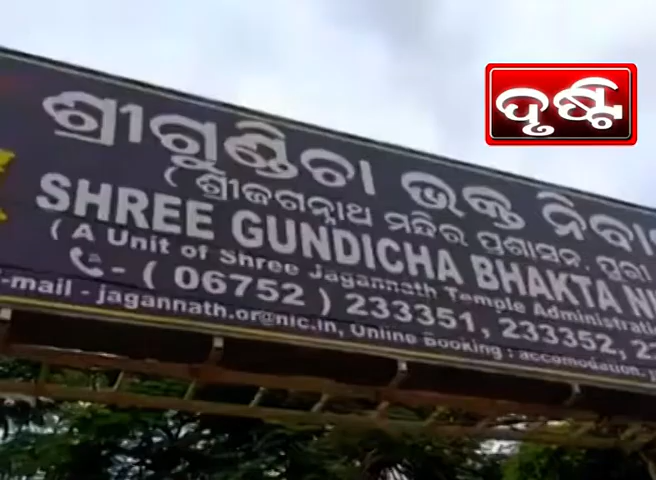 ଦୃଷ୍ଟି
ଶ୍ରୀଗୁଣ୍ଡିଚା ଭକ୍ତ
( ଶ୍ରୀଜଗନ୍ନାଥ ମନ୍ଦିର ପ୍ରଶାସନ, ପୁରୀ
SHREE GUNDICHA BHAKTA
( A Unit of Shree Jagannath Temple Administrati
- ( 06752 ) 233351, 233352,
-mail - jagannath.or@nic.in, Online Booking : accomodation.